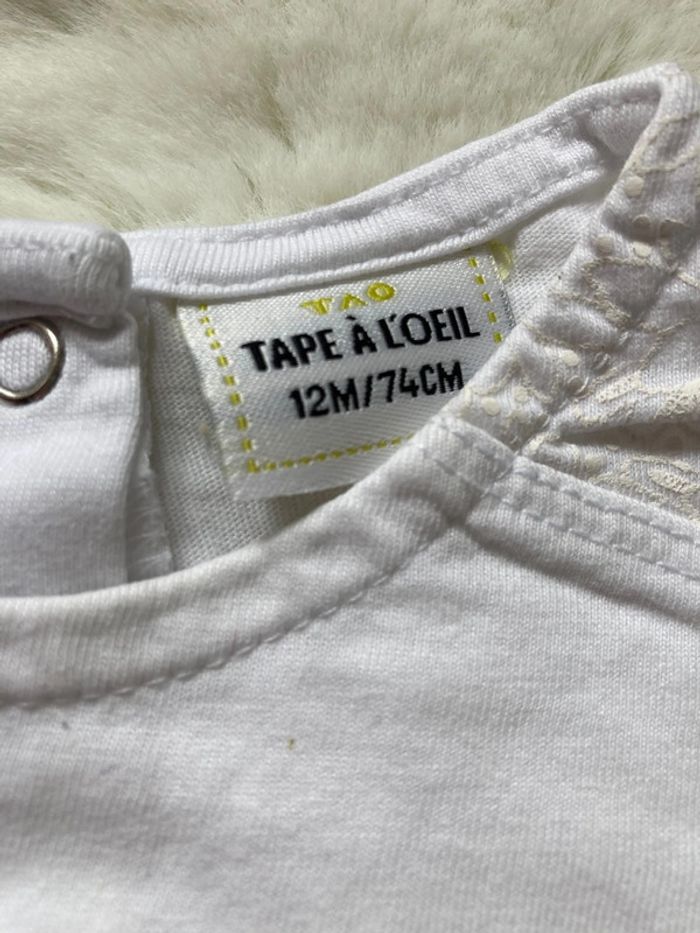 TAO
TAPE À L'OEIL
12M/74CM